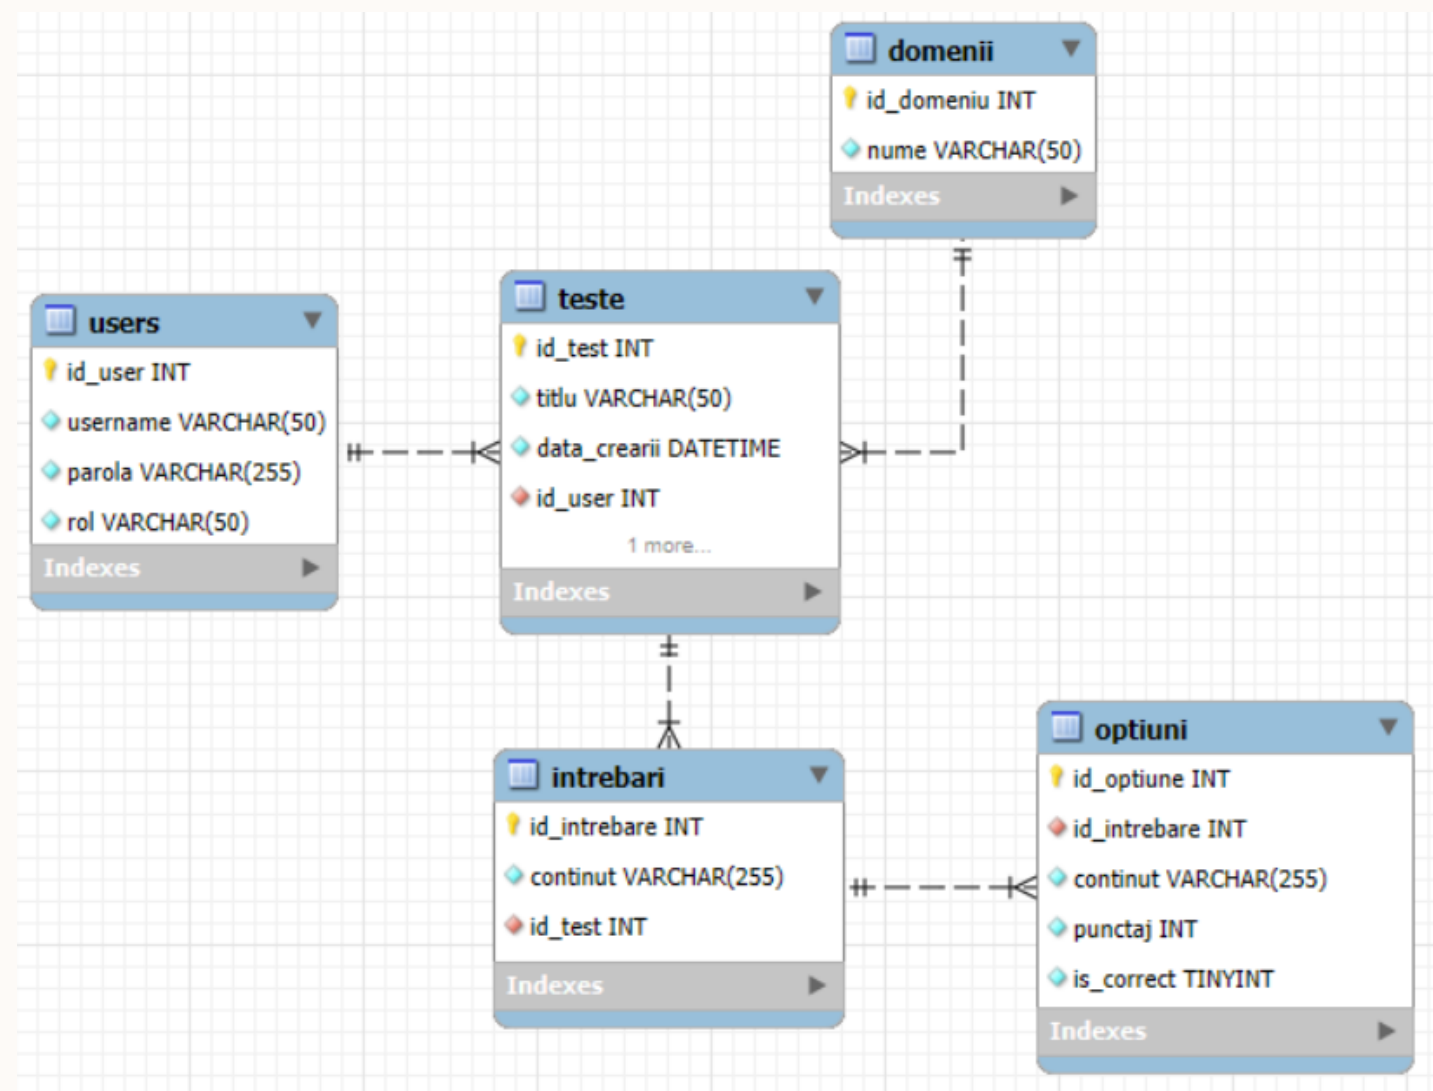 domenii
id_domeniu INT
nume VARCHAR(50)
Indexes
users
id_user INT
username VARCHAR(50)
parola VARCHAR(255)
rol VARCHAR(50)
Indexes
teste
id_test INT
titlu VARCHAR(50)
data_crearii DATETIME
id_user INT
1 more...
Indexes
intrebari
id_intrebare INT
continut VARCHAR(255)
id_test INT
Indexes
optiuni
id_optiune INT
id_intrebare INT
continut VARCHAR(255)
punctaj INT
is_correct TINYINT
Indexes